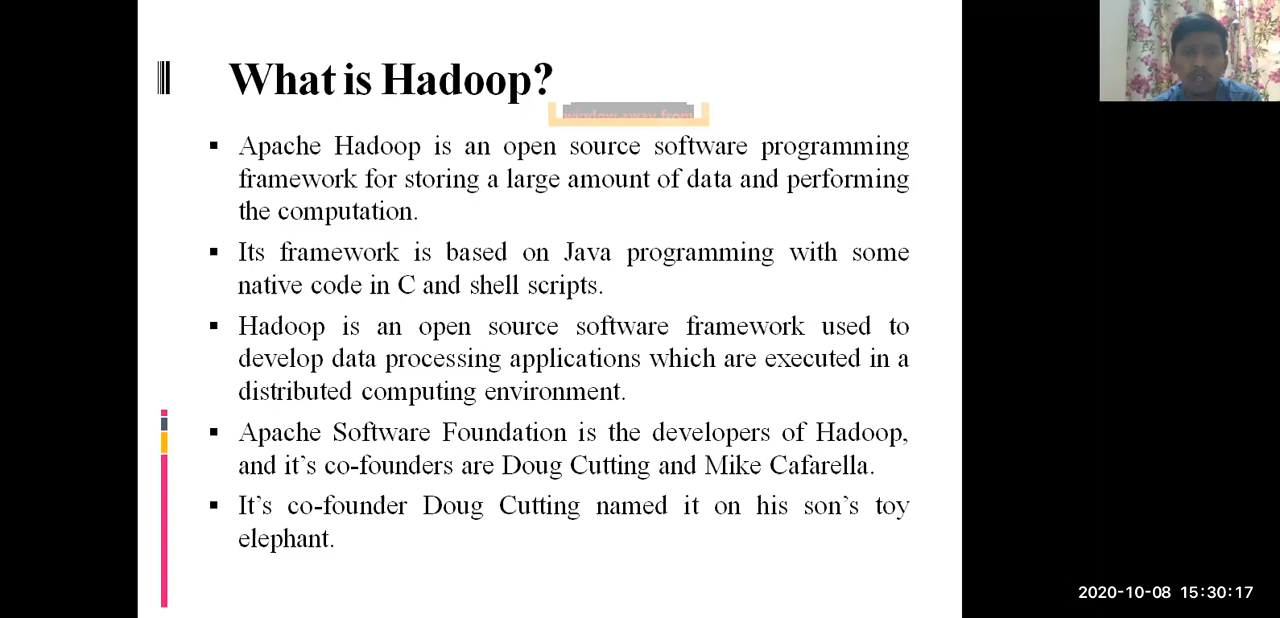 What is Hadoop?
window away from
▪ Apache Hadoop is an open source software programming
framework for storing a large amount of data and performing
the computation.
▪ Its framework is based on Java programming with some
native code in C and shell scripts.
▪ Hadoop is an open source software framework used to
develop data processing applications which are executed in a
distributed computing environment.
▪ Apache Software Foundation is the developers of Hadoop,
and it’s co-founders are Doug Cutting and Mike Cafarella.
▪ It’s co-founder Doug Cutting named it on his son’s toy
elephant.
2020-10-08 15:30:17